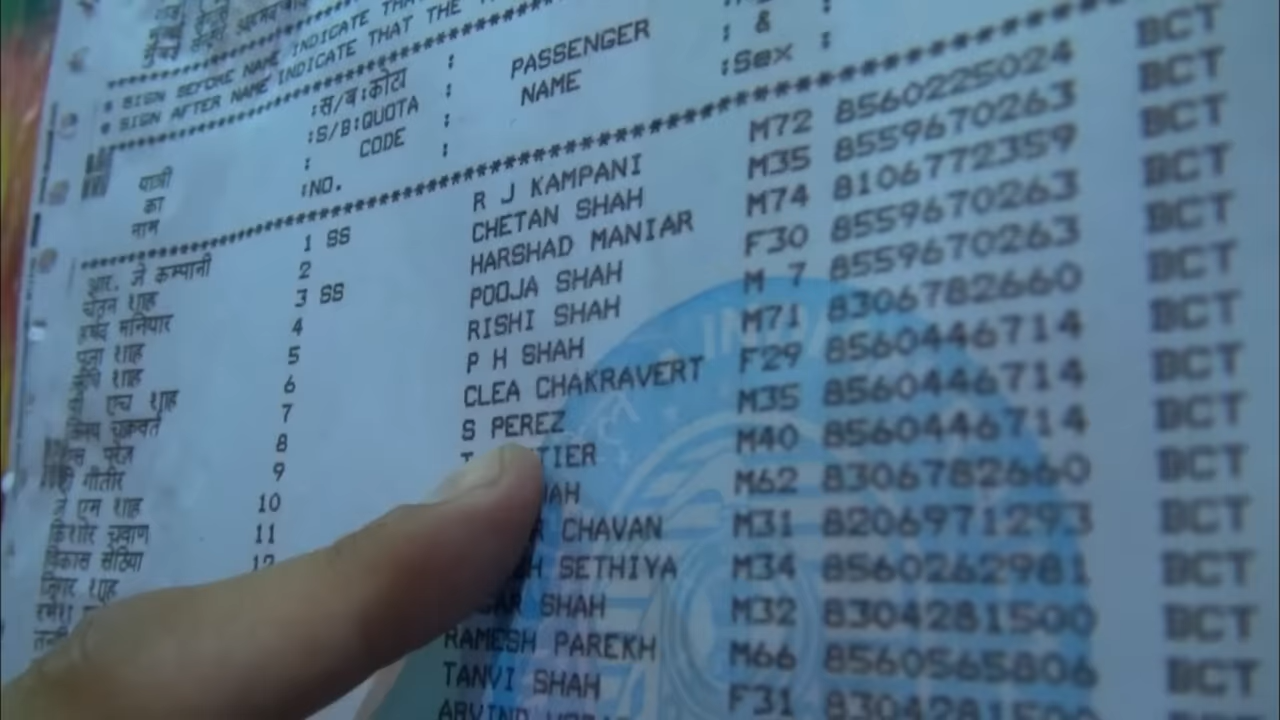 * SIGN BEFORE NAME INDICATE THAT
* SIGN AFTER NAME INDICATE THAT THE
:स/ब:कोटा : PASSENGER : &
:S/B:QUOTA : NAME :Sex :
: CODE :
यात्री :NO. :
का
नाम
आर. जे कम्पानी 1 SS R J KAMPANI M72 8560225024 BCT
चेतन शाह 2 CHETAN SHAH M35 8559670263 BCT
हर्षद मनियार 3 SS HARSHAD MANIAR M74 8106772359 BCT
पूजा शाह 4 POOJA SHAH F30 8559670263 BCT
शाह 5 RISHI SHAH M 7 8559670263 BCT
एच शाह 6 P H SHAH M71 8306782660 BCT
7 CLEA CHAKRAVERT F29 8560446714 BCT
8 S PEREZ M35 8560446714 BCT
9 M40 8560446714 BCT
एम शाह 10 M62 8306782660 BCT
किशोर चवाण 11 CHAVAN M31 8206971293 BCT
विकास सेठिया 12 SETHIYA M34 8560262981 BCT
शाह SHAH M32 8304281500 BCT
रमेश RAMESH PAREKH M66 8560565806 BCT
TANVI SHAH F31 8304281500 BCT
ARVIND